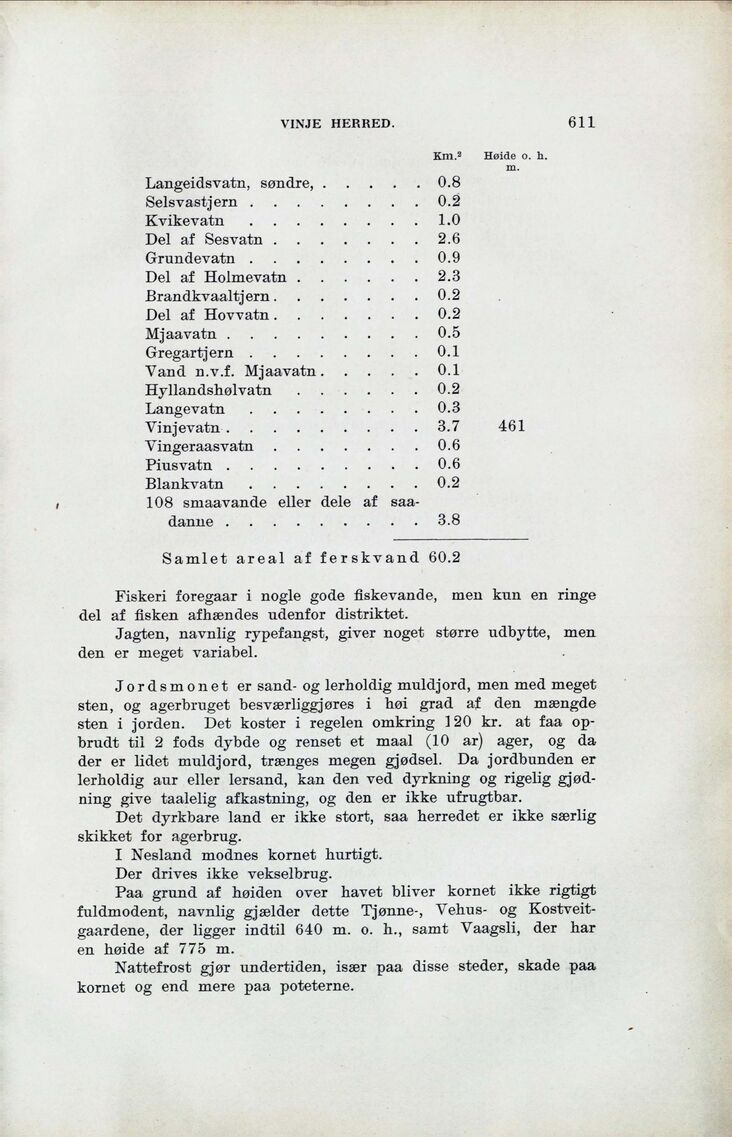 VINJE HERRED. 611
Km.² Høide o. h.
m.
Langeidsvatn, søndre, . . . . . 0.8
Selsvastjern . . . . . . . . 0.2
Kvikevatn . . . . . . . . 1.0
Del af Sesvatn . . . . . . . 2.6
Grundevatn . . . . . . . . 0.9
Del af Holmevatn . . . . . . 2.3
Brandkvaaltjern . . . . . . . 0.2
Del af Hovvatn . . . . . . . 0.2
Mjaavatn . . . . . . . . . 0.5
Gregartjern . . . . . . . . 0.1
Vand n.v.f. Mjaavatn . . . . . 0.1
Hyllandshølvatn . . . . . . 0.2
Langevatn . . . . . . . . 0.3
Vinjevatn . . . . . . . . . 3.7 461
Vingeraasvatn . . . . . . . 0.6
Piusvatn . . . . . . . . . 0.6
Blankvatn . . . . . . . . 0.2
108 smaavande eller dele af saa-
danne . . . . . . . . . 3.8
Samlet areal af ferskvand 60.2
Fiskeri foregaar i nogle gode fiskevande, men kun en ringe
del af fisken afhændes udenfor distriktet.
Jagten, navnlig rypefangst, giver noget større udbytte, men
den er meget variabel.
Jordsmonet er sand- og lerholdig muldjord, men med meget
sten, og agerbruget besværliggjøres i høi grad af den mængde
sten i jorden. Det koster i regelen omkring 120 kr. at faa op-
brudt til 2 fods dybde og renset et maal (10 ar) ager, og da
der er lidet muldjord, trænges megen gjødsel. Da jordbunden er
lerholdig aur eller lersand, kan den ved dyrkning og rigelig gjød-
ning give taalelig afkastning, og den er ikke ufrugtbar.
Det dyrkbare land er ikke stort, saa herredet er ikke særlig
skikket for agerbrug.
I Nesland modnes kornet hurtigt.
Der drives ikke vekselbrug.
Paa grund af høiden over havet bliver kornet ikke rigtigt
fuldmodent, navnlig gjælder dette Tjønne-, Vehus- og Kostveit-
gaardene, der ligger indtil 640 m. o. h., samt Vaagsli, der har
en høide af 775 m.
Nattefrost gjør undertiden, især paa disse steder, skade paa
kornet og end mere paa poteterne.